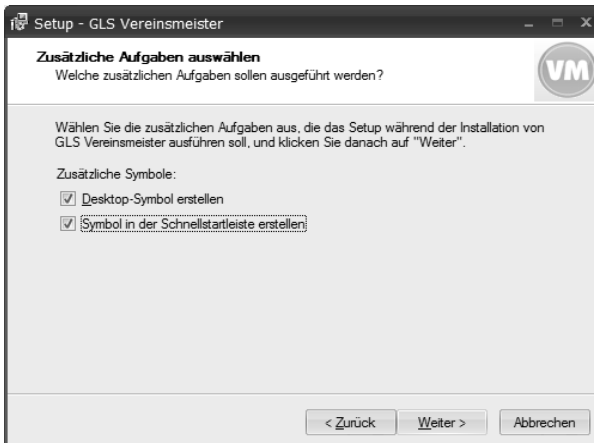 Setup - GLS Vereinsmeister
Zusätzliche Aufgaben auswählen
Welche zusätzlichen Aufgaben sollen ausgeführt werden?
VM
Wählen Sie die zusätzlichen Aufgaben aus, die das Setup während der Installation von
GLS Vereinsmeister ausführen soll, und klicken Sie danach auf "Weiter".
Zusätzliche Symbole:
Desktop-Symbol erstellen
Symbol in der Schnellstartleiste erstellen
< Zurück
Weiter >
Abbrechen